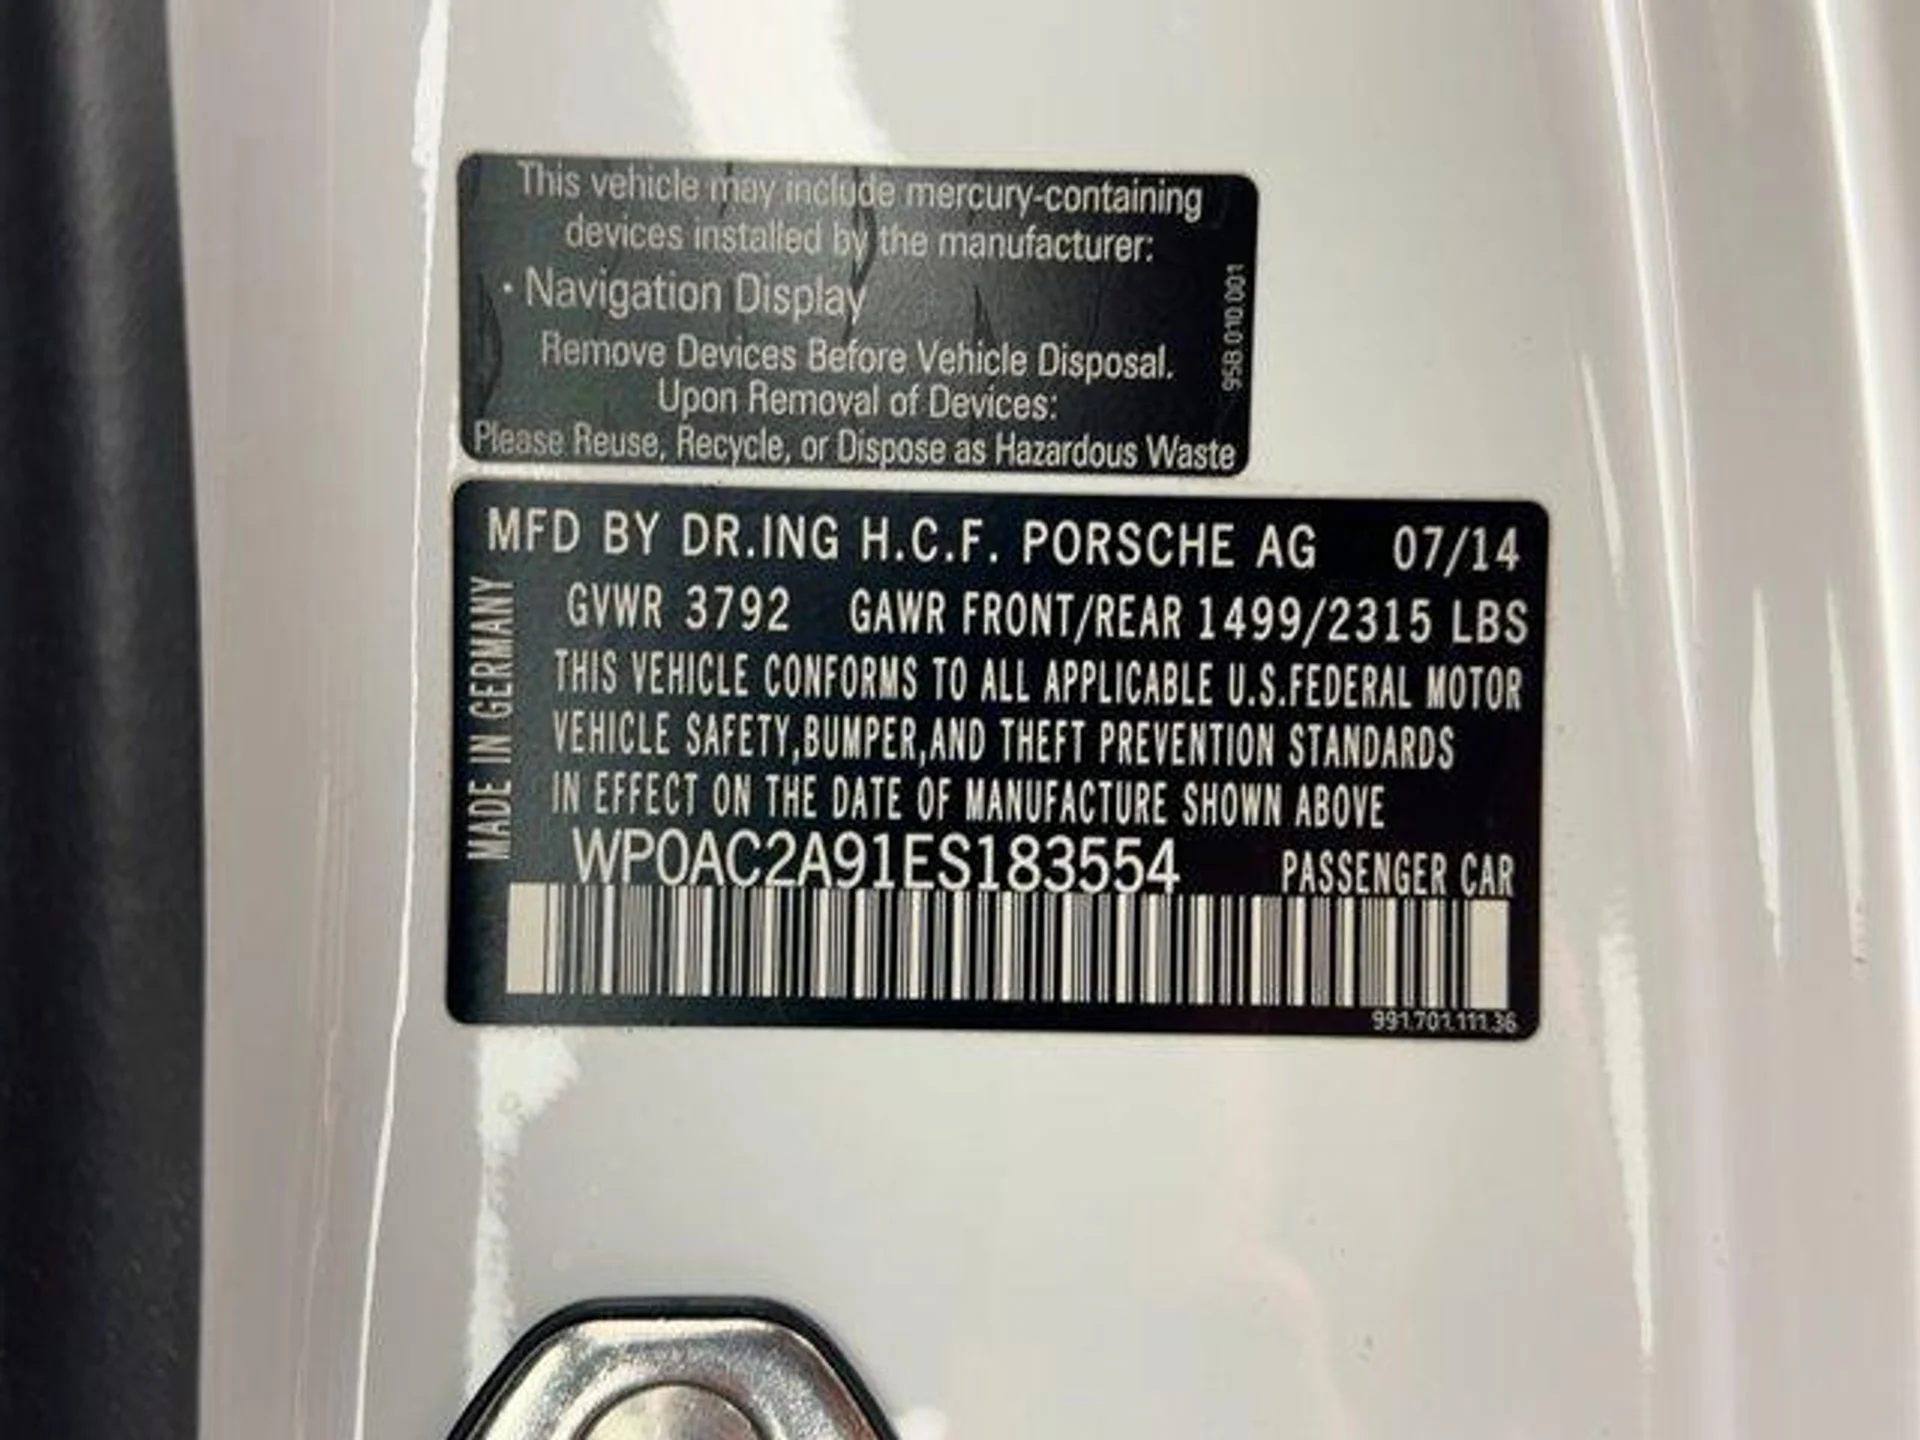 This vehicle may include mercury-containing
devices installed by the manufacturer:
· Navigation Display
Remove Devices Before Vehicle Disposal.
Upon Removal of Devices:
Please Reuse, Recycle, or Dispose as Hazardous Waste
958.010.001
MFD BY DR.ING H.C.F. PORSCHE AG 07/14
GVWR 3792 GAWR FRONT/REAR 1499/2315 LBS
THIS VEHICLE CONFORMS TO ALL APPLICABLE U.S.FEDERAL MOTOR
VEHICLE SAFETY,BUMPER,AND THEFT PREVENTION STANDARDS
IN EFFECT ON THE DATE OF MANUFACTURE SHOWN ABOVE
WP0AC2A91ES183554 PASSENGER CAR
MADE IN GERMANY
991.701.111.36